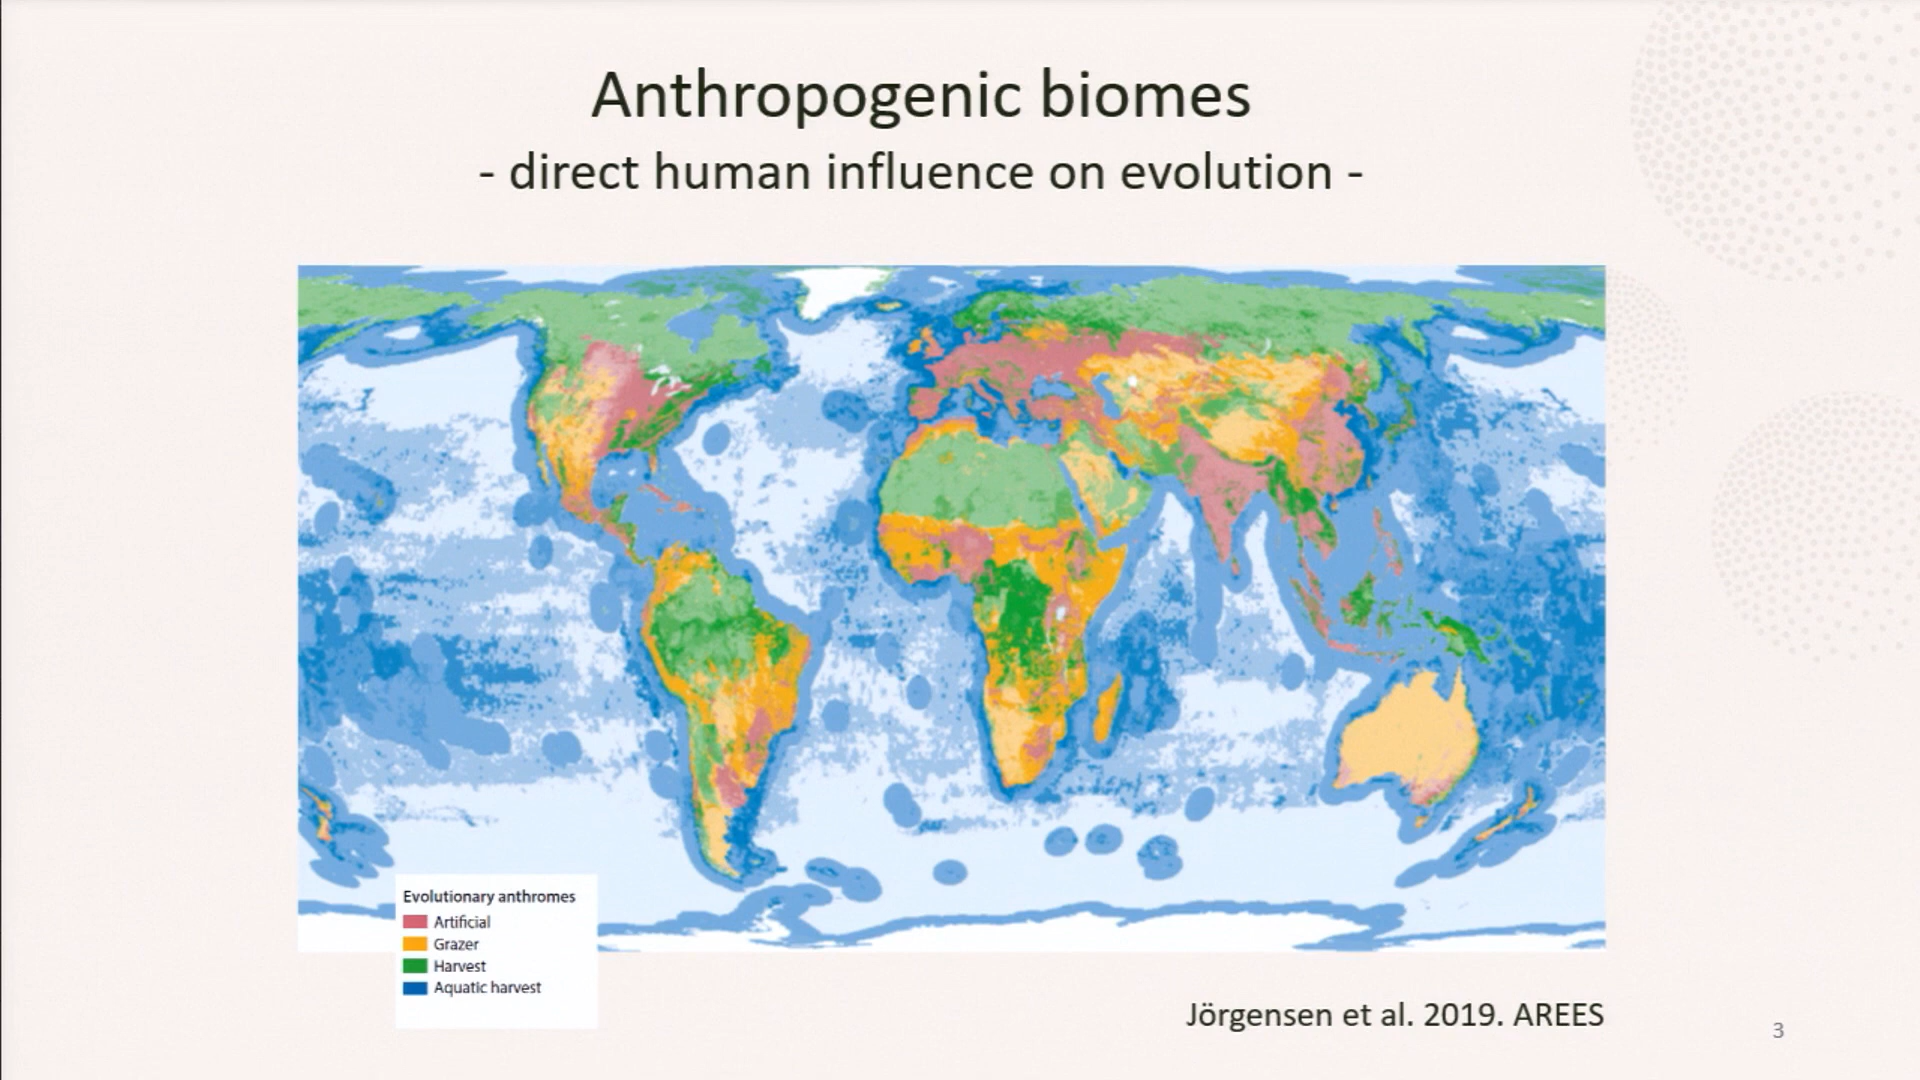 Anthropogenic biomes
- direct human influence on evolution -
Evolutionary anthromes
Artificial
Grazer
Harvest
Aquatic harvest
Jörgensen et al. 2019. AREES
3